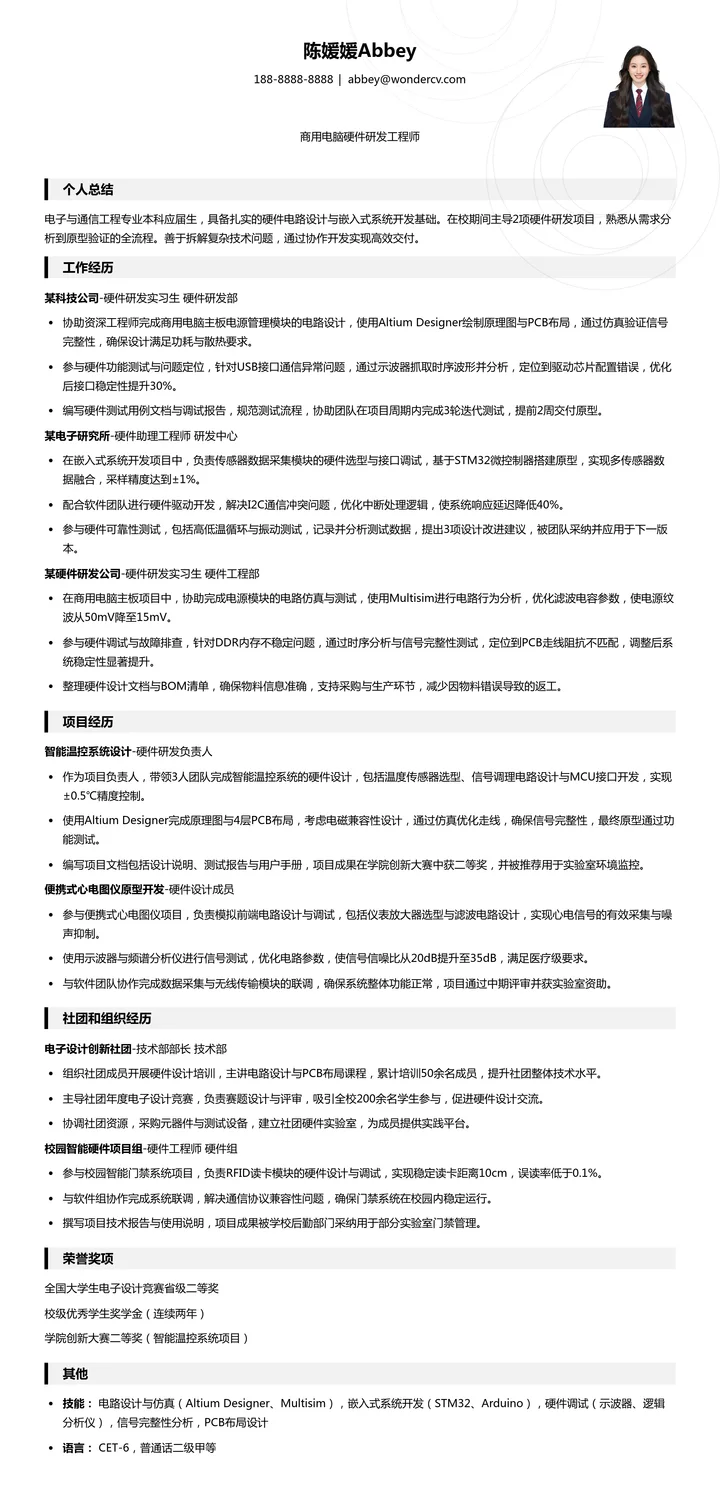 陈媛媛Abbey
188-8888-8888 | abbey@wondercv.com
商用电脑硬件研发工程师
个人总结
电子与通信工程专业本科应届生，具备扎实的硬件电路设计与嵌入式系统开发基础。在校期间主导2项硬件研发项目，熟悉从需求分
析到原型验证的全流程。善于拆解复杂技术问题，通过协作开发实现高效交付。
工作经历
某科技公司-硬件研发实习生 硬件研发部
• 协助资深工程师完成商用电脑主板电源管理模块的电路设计，使用Altium Designer绘制原理图与PCB布局，通过仿真验证信号
完整性，确保设计满足功耗与散热要求。
• 参与硬件功能测试与问题定位，针对USB接口通信异常问题，通过示波器抓取时序波形并分析，定位到驱动芯片配置错误，优化
后接口稳定性提升30%。
• 编写硬件测试用例文档与调试报告，规范测试流程，协助团队在项目周期内完成3轮迭代测试，提前2周交付原型。
某电子研究所-硬件助理工程师 研发中心
• 在嵌入式系统开发项目中，负责传感器数据采集模块的硬件选型与接口调试，基于STM32微控制器搭建原型，实现多传感器数
据融合，采样精度达到±1%。
• 配合软件团队进行硬件驱动开发，解决I2C通信冲突问题，优化中断处理逻辑，使系统响应延迟降低40%。
• 参与硬件可靠性测试，包括高低温循环与振动测试，记录并分析测试数据，提出3项设计改进建议，被团队采纳并应用于下一版
本。
某硬件研发公司-硬件研发实习生 硬件工程部
• 在商用电脑主板项目中，协助完成电源模块的电路仿真与测试，使用Multisim进行电路行为分析，优化滤波电容参数，使电源纹
波从50mV降至15mV。
• 参与硬件调试与故障排查，针对DDR内存不稳定问题，通过时序分析与信号完整性测试，定位到PCB走线阻抗不匹配，调整后系
统稳定性显著提升。
• 整理硬件设计文档与BOM清单，确保物料信息准确，支持采购与生产环节，减少因物料错误导致的返工。
项目经历
智能温控系统设计-硬件研发负责人
• 作为项目负责人，带领3人团队完成智能温控系统的硬件设计，包括温度传感器选型、信号调理电路设计与MCU接口开发，实现
±0.5℃精度控制。
• 使用Altium Designer完成原理图与4层PCB布局，考虑电磁兼容性设计，通过仿真优化走线，确保信号完整性，最终原型通过功
能测试。
• 编写项目文档包括设计说明、测试报告与用户手册，项目成果在学院创新大赛中获二等奖，并被推荐用于实验室环境监控。
便携式心电图仪原型开发-硬件设计成员
• 参与便携式心电图仪项目，负责模拟前端电路设计与调试，包括仪表放大器选型与滤波电路设计，实现心电信号的有效采集与噪
声抑制。
• 使用示波器与频谱分析仪进行信号测试，优化电路参数，使信号信噪比从20dB提升至35dB，满足医疗级要求。
• 与软件团队协作完成数据采集与无线传输模块的联调，确保系统整体功能正常，项目通过中期评审并获实验室资助。
社团和组织经历
电子设计创新社团-技术部部长 技术部
• 组织社团成员开展硬件设计培训，主讲电路设计与PCB布局课程，累计培训50余名成员，提升社团整体技术水平。
• 主导社团年度电子设计竞赛，负责赛题设计与评审，吸引全校200余名学生参与，促进硬件设计交流。
• 协调社团资源，采购元器件与测试设备，建立社团硬件实验室，为成员提供实践平台。
校园智能硬件项目组-硬件工程师 硬件组
• 参与校园智能门禁系统项目，负责RFID读卡模块的硬件设计与调试，实现稳定读卡距离10cm，误读率低于0.1%。
• 与软件组协作完成系统联调，解决通信协议兼容性问题，确保门禁系统在校园内稳定运行。
• 撰写项目技术报告与使用说明，项目成果被学校后勤部门采纳用于部分实验室门禁管理。
荣誉奖项
全国大学生电子设计竞赛省级二等奖
校级优秀学生奖学金（连续两年）
学院创新大赛二等奖（智能温控系统项目）
其他
• 技能： 电路设计与仿真（Altium Designer、Multisim），嵌入式系统开发（STM32、Arduino），硬件调试（示波器、逻辑
分析仪），信号完整性分析，PCB布局设计
• 语言： CET-6，普通话二级甲等